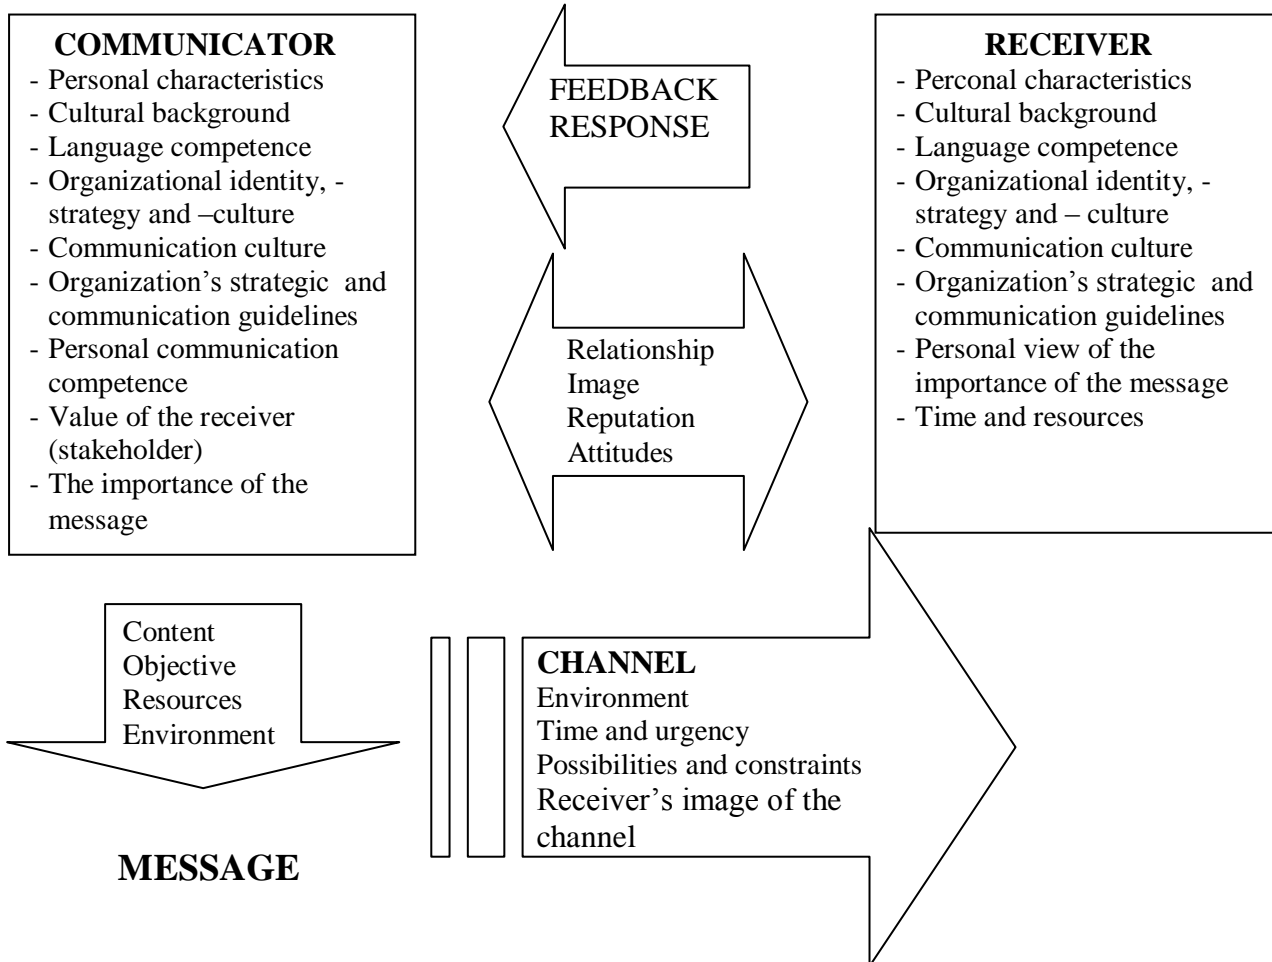 COMMUNICATOR
- Personal characteristics
- Cultural background
- Language competence
- Organizational identity, -
strategy and –culture
- Communication culture
- Organization’s strategic  and
communication guidelines
- Personal communication
competence
- Value of the receiver
(stakeholder)
- The importance of the
message
FEEDBACK
RESPONSE
Relationship
Image
Reputation
Attitudes
RECEIVER
- Perconal characteristics
- Cultural background
- Language competence
- Organizational identity, -
strategy and – culture
- Communication culture
- Organization’s strategic  and
communication guidelines
- Personal view of the
importance of the message
- Time and resources
Content
Objective
Resources
Environment
MESSAGE
CHANNEL
Environment
Time and urgency
Possibilities and constraints
Receiver’s image of the
channel